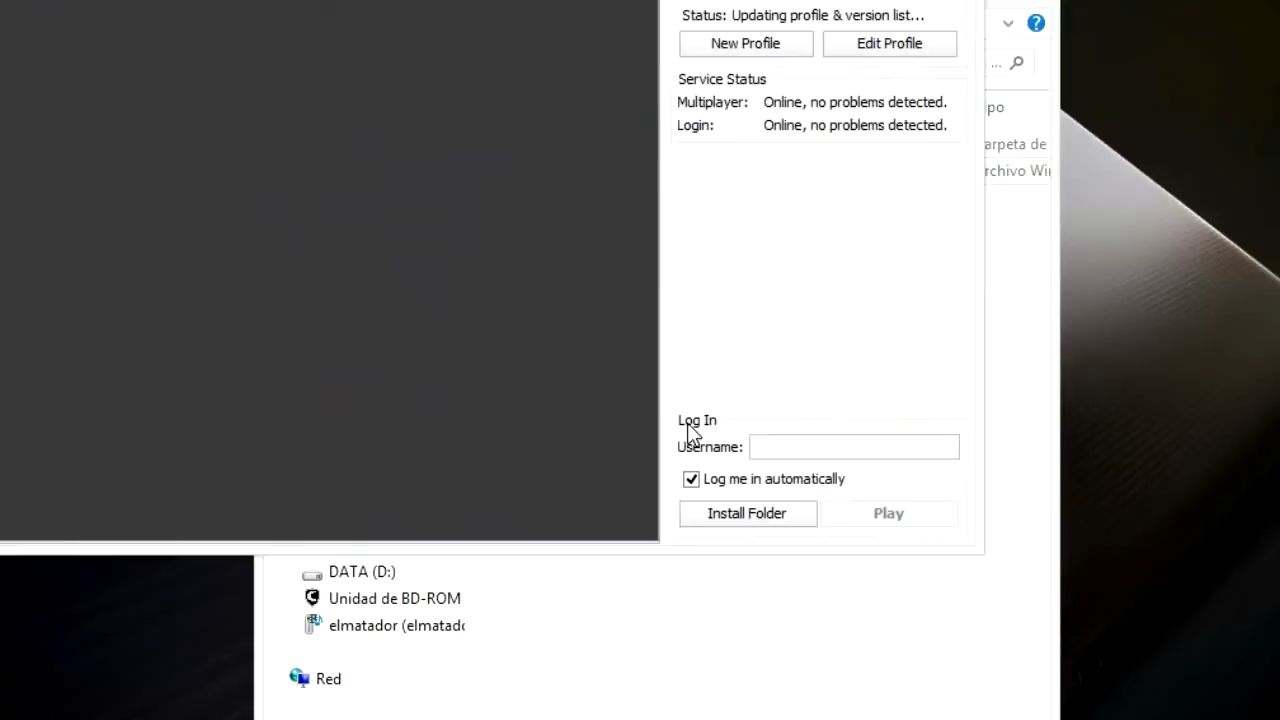 Status: Updating profile & version list...
New Profile
Edit Profile
Service Status
Multiplayer: Online, no problems detected.
Login: Online, no problems detected.
...
po
arpeta de
rchivo Wi
Log In
Username:
Log me in automatically
Install Folder
Play
DATA (D:)
Unidad de BD-ROM
elmatador (elmatado
Red